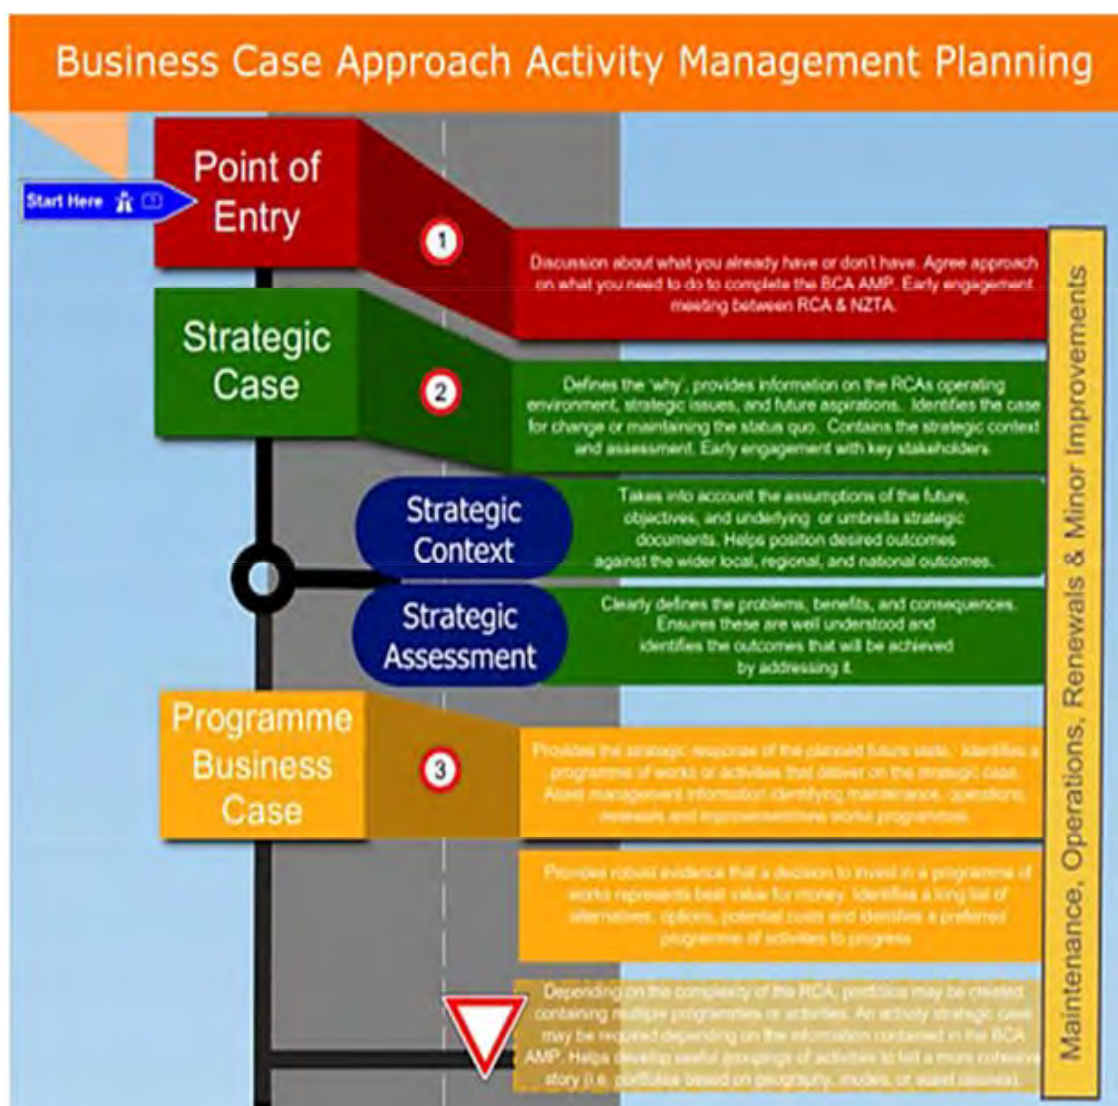 Business Case Approach Activity Management Planning
Start Here
Point of
Entry
1
Discussion about what you already have or don't have. Agree approach
on what you need to do to complete the BCA AMP. Early engagement
meeting between RCA & NZTA.
Strategic
Case
2
Defines the 'why', provides information on the RCAs operating
environment, strategic issues, and future aspirations. Identifies the case
for change or maintaining the status quo. Contains the strategic context
and assessment. Early engagement with key stakeholders
Strategic
Context
Takes into account the assumptions of the future,
objectives, and underlying or umbrella strategic
documents. Helps position desired outcomes
against the wider local, regional, and national outcomes.
Strategic
Assessment
Clearly defines the problems, benefits, and consequences.
Ensures these are well understood and
identifies the outcomes that will be achieved
by addressing it.
Programme
Business
Case
3
Provides the strategic response of the planned future state. Identifies a
programme of works or activities that deliver on the strategic case.
Asset management information identifying maintenance, operations,
renewals and improvement/new works programmes.
Provides robust evidence that a decision to invest in a programme of
works represents best value for money. Identifies a long list of
alternatives, options, potential costs and identifies a preferred
programme of activities to progress
Depending on the complexity of the RCA, portfolios may be created
containing multiple programmes or activities. An activity strategic case
may be required depending on the information contained in the BCA
AMP. Helps develop useful groupings of activities to tell a more cohesive
story (i.e. portfolios based on geography, modes, or asset classes).
Maintenance, Operations, Renewals & Minor Improvements